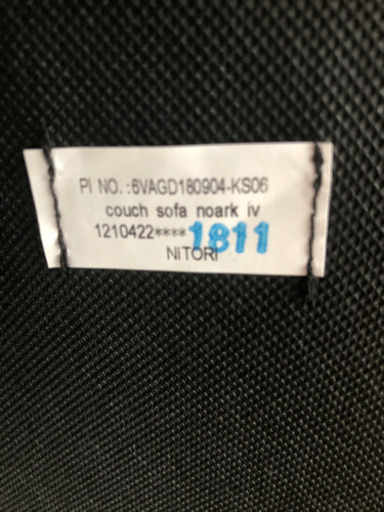 PI NO. :6VAGD180904-KS06
couch sofa noark iv
1210422**** 1811
NITORI